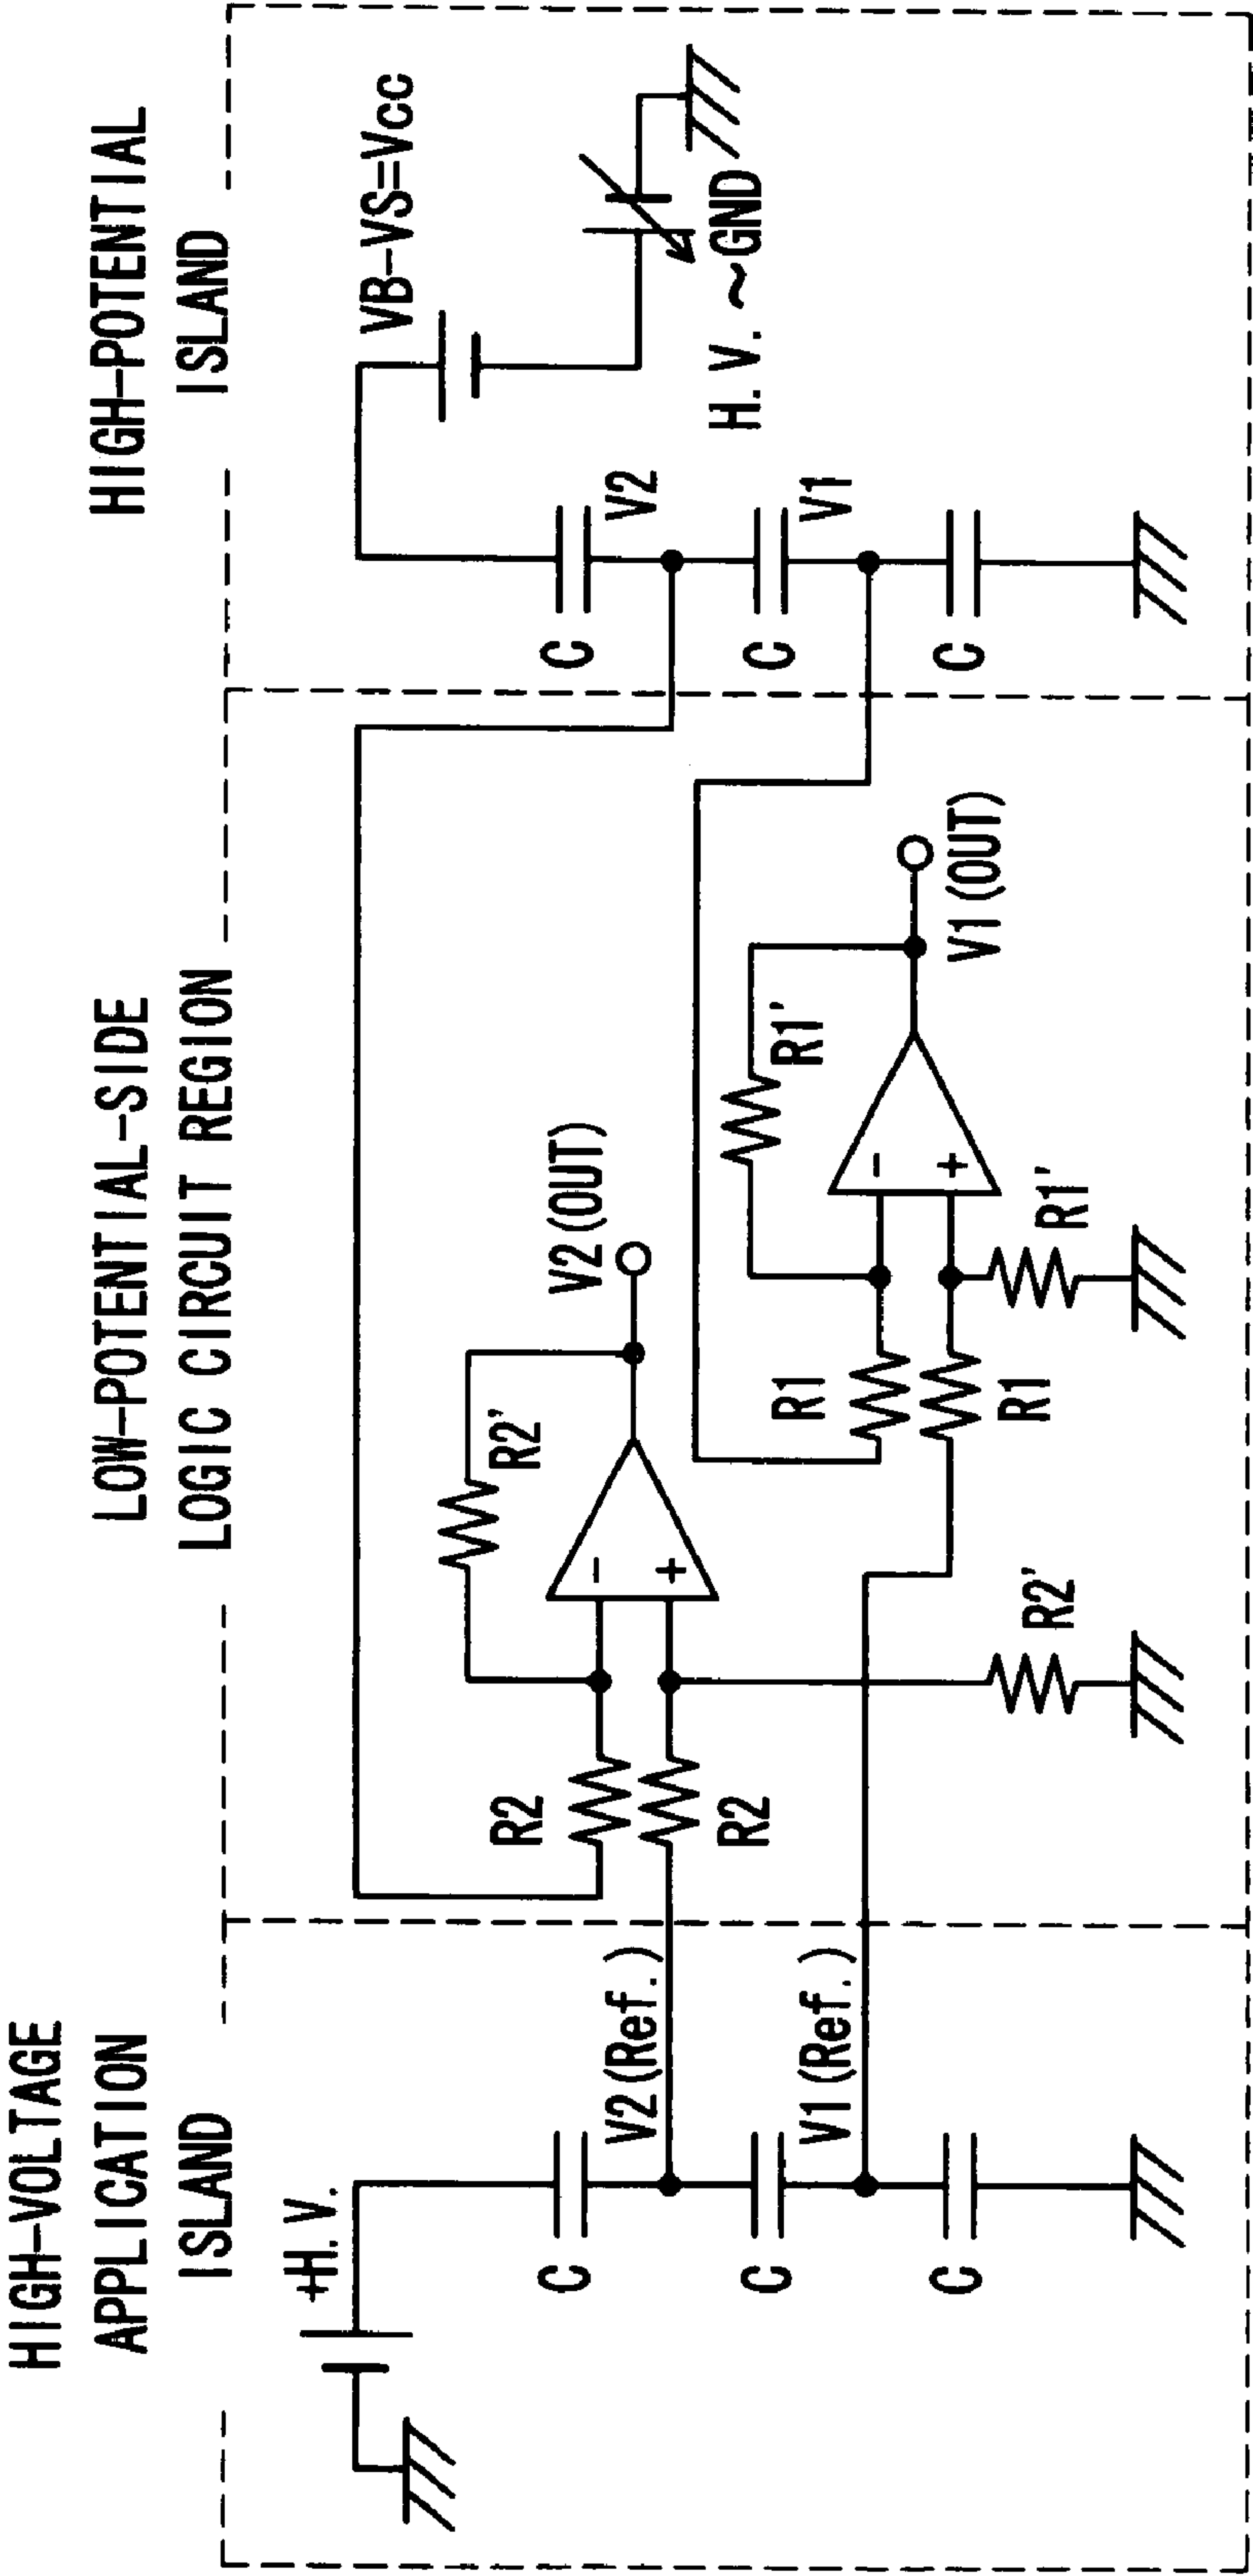 HIGH-VOLTAGE
APPLICATION
ISLAND
LOW-POTENTIAL-SIDE
LOGIC CIRCUIT REGION
HIGH-POTENTIAL
ISLAND
+H.V.
C
V2(Ref.)
C
V1(Ref.)
C
R2
R2
R2'
-
+
V2(OUT)
R2'
R1
R1
R1'
-
+
V1(OUT)
R1'
VB-VS=Vcc
H.V.~GND
C
V2
C
V1
C